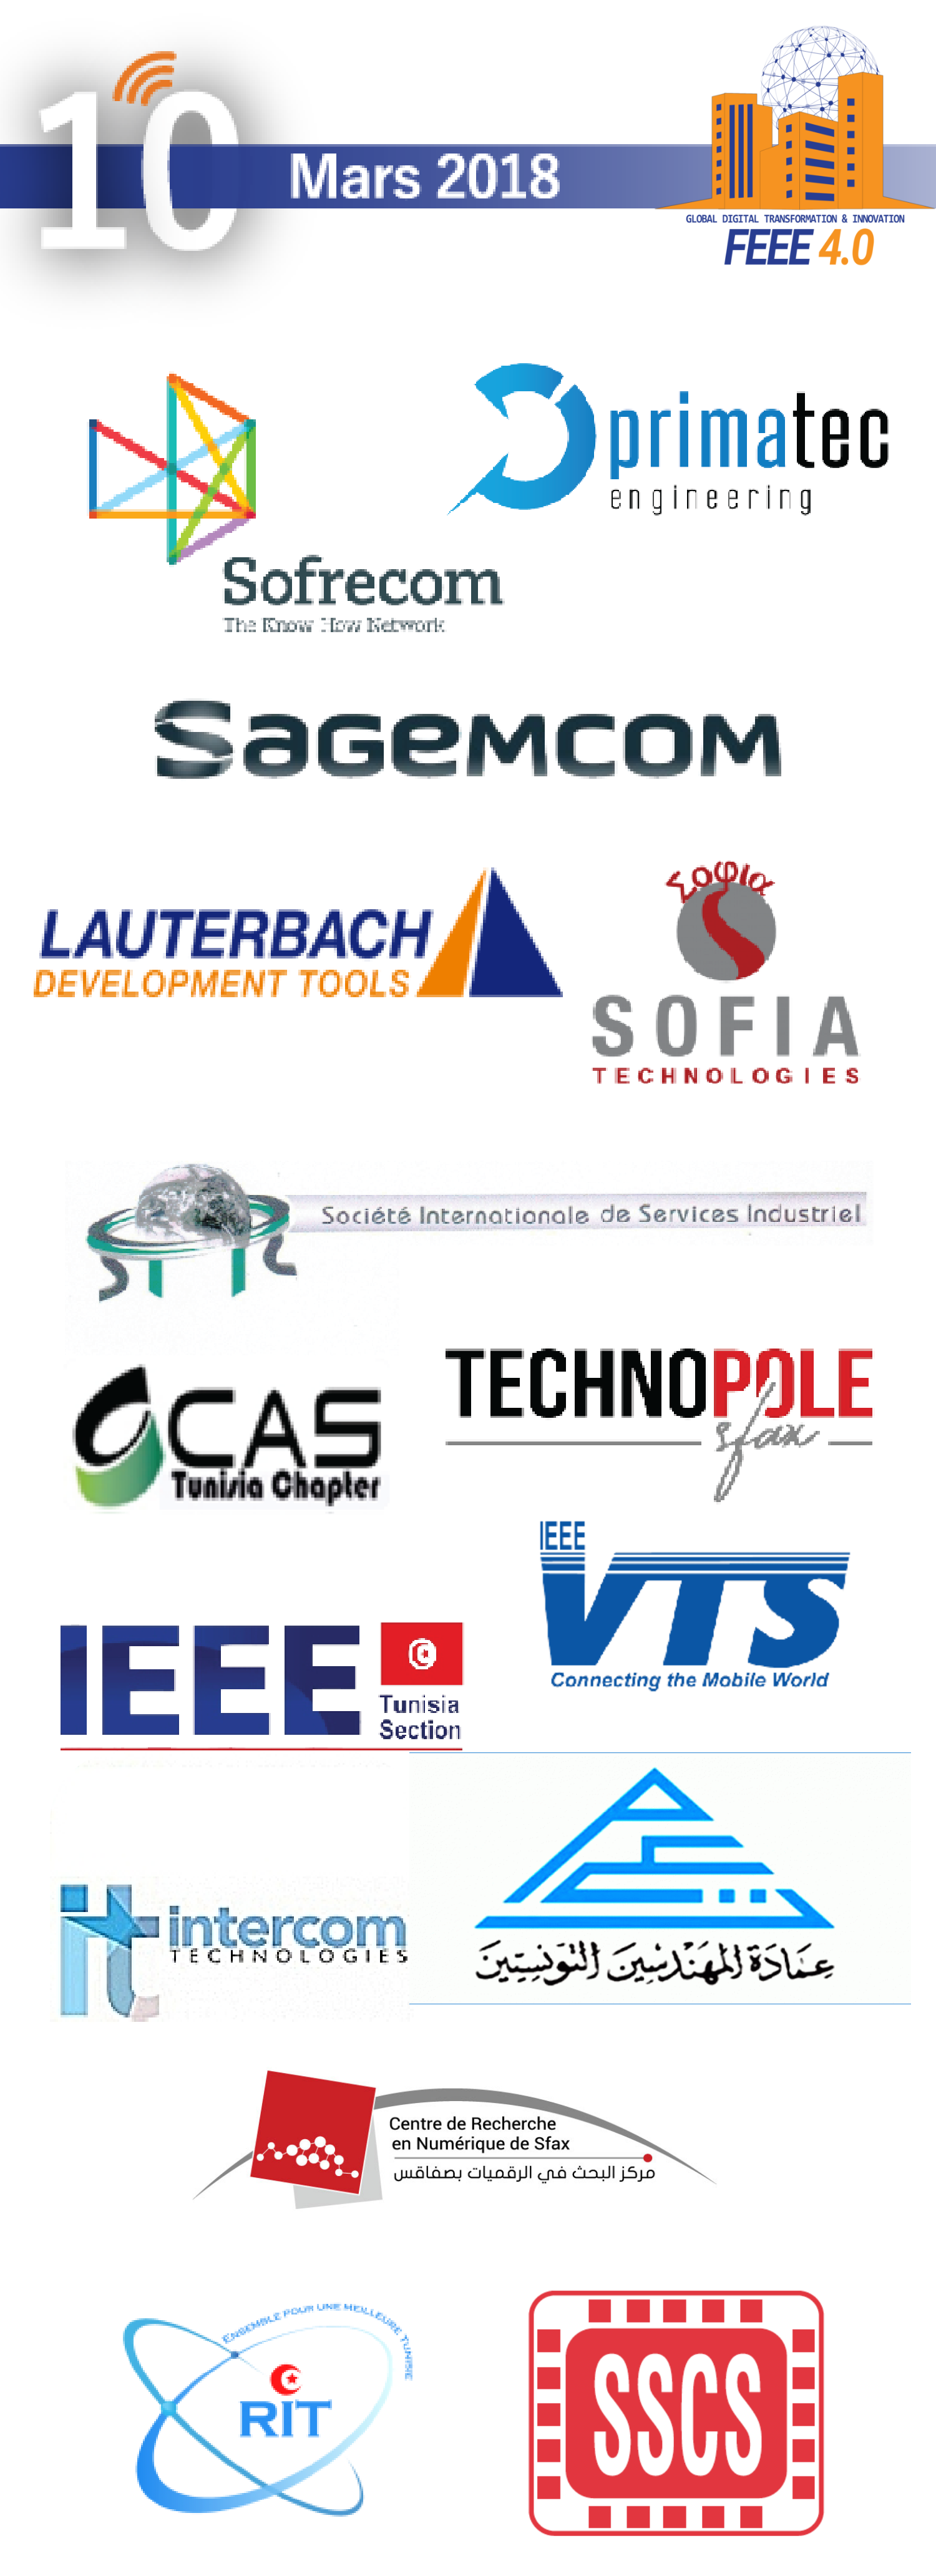 10
Mars 2018
GLOBAL DIGITAL TRANSFORMATION & INNOVATION
FEEE 4.0
primatec
engineering
Sofrecom
The Know How Network
SAGEMCOM
LAUTERBACH
DEVELOPMENT TOOLS
Σοφια
SOFIA
TECHNOLOGIES
Société Internationale de Services Industriel
TECHNOPOLE
sfax
CAS
Tunisia Chapter
IEEE
VTS
Connecting the Mobile World
IEEE
Tunisia
Section
عمادة المهندسين التونسيين
it
intercom
TECHNOLOGIES
Centre de Recherche
en Numérique de Sfax
مركز البحث في الرقميات بصفاقس
ENSEMBLE POUR UNE MEILLEURE TUNISIE
RIT
SSCS